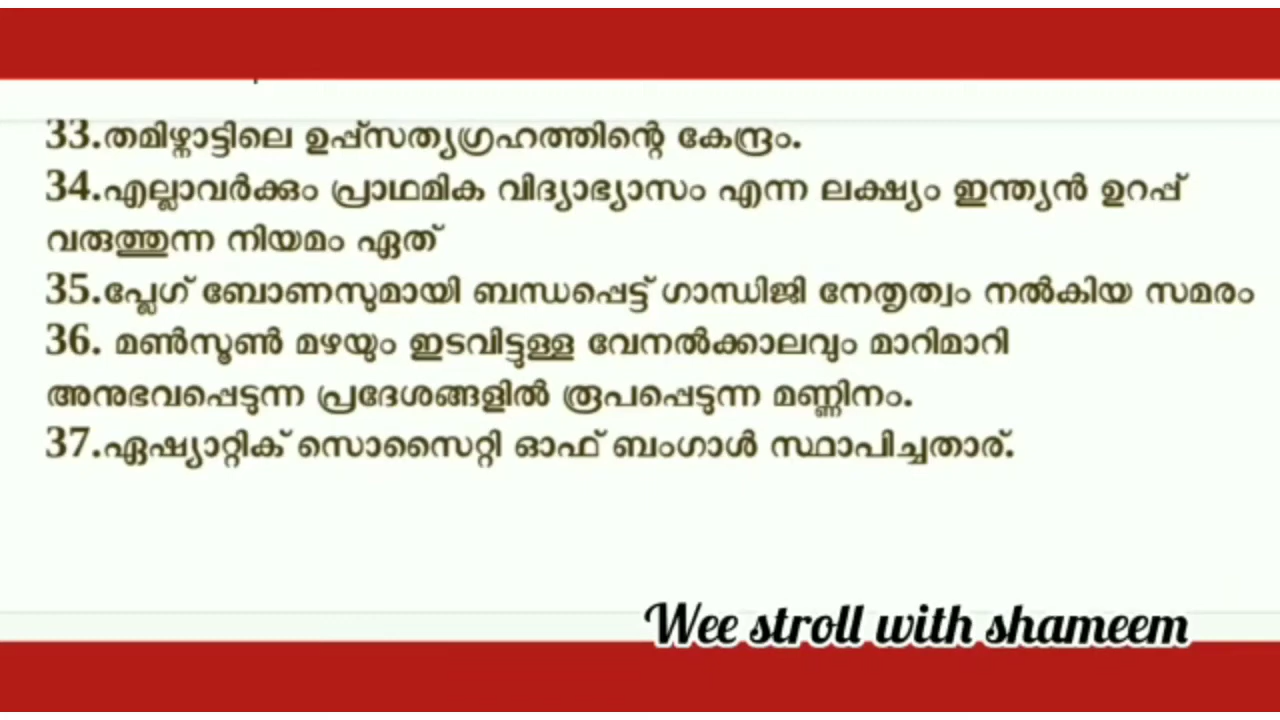 33.തമിഴ്നാട്ടിലെ ഉപ്പ്സത്യഗ്രഹത്തിന്റെ കേന്ദ്രം.
34.എല്ലാവർക്കും പ്രാഥമിക വിദ്യാഭ്യാസം എന്ന ലക്ഷ്യം ഇന്ത്യൻ ഉറപ്പ്
വരുത്തുന്ന നിയമം ഏത്
35.പ്ലേഗ് ബോണസുമായി ബന്ധപ്പെട്ട് ഗാന്ധിജി നേതൃത്വം നൽകിയ സമരം
36. മൺസൂൺ മഴയും ഇടവിട്ടുള്ള വേനൽക്കാലവും മാറിമാറി
അനുഭവപ്പെടുന്ന പ്രദേശങ്ങളിൽ രൂപപ്പെടുന്ന മണ്ണിനം.
37.ഏഷ്യാറ്റിക് സൊസൈറ്റി ഓഫ് ബംഗാൾ സ്ഥാപിച്ചതാര്.
Wee stroll with shameem